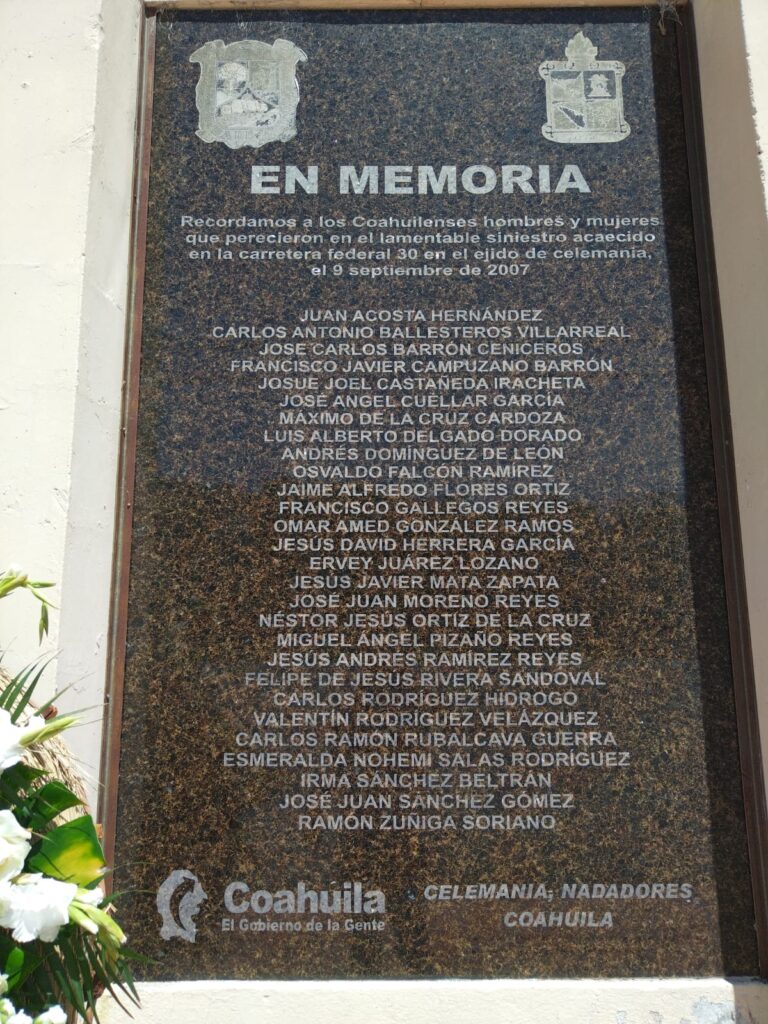 EN MEMORIA
Recordamos a los Coahuilenses hombres y mujeres
que perecieron en el lamentable siniestro acaecido
en la carretera federal 30 en el ejido de celemania,
el 9 septiembre de 2007
JUAN ACOSTA HERNÁNDEZ
CARLOS ANTONIO BALLESTEROS VILLARREAL
JOSE CARLOS BARRÓN CENICEROS
FRANCISCO JAVIER CAMPUZANO BARRÓN
JOSUE JOEL CASTAÑEDA IRACHETA
JOSÉ ANGEL CUÉLLAR GARCÍA
MÁXIMO DE LA CRUZ CARDOZA
LUIS ALBERTO DELGADO DORADO
ANDRÉS DOMÍNGUEZ DE LEÓN
OSVALDO FALCÓN RAMÍREZ
JAIME ALFREDO FLORES ORTIZ
FRANCISCO GALLEGOS REYES
OMAR AMED GONZÁLEZ RAMOS
JESÚS DAVID HERRERA GARCÍA
ERVEY JUÁREZ LOZANO
JESÚS JAVIER MATA ZAPATA
JOSÉ JUAN MORENO REYES
NÉSTOR JESÚS ORTÍZ DE LA CRUZ
MIGUEL ÁNGEL PIZAÑO REYES
JESÚS ANDRÉS RAMÍREZ REYES
FELIPE DE JESÚS RIVERA SANDOVAL
CARLOS RODRÍGUEZ HIDROGO
VALENTÍN RODRÍGUEZ VELÁZQUEZ
CARLOS RAMÓN RUBALCAVA GUERRA
ESMERALDA NOHEMI SALAS RODRÍGUEZ
IRMA SÁNCHEZ BELTRÁN
JOSÉ JUAN SÁNCHEZ GÓMEZ
RAMÓN ZUÑIGA SORIANO
Coahuila
El Gobierno de la Gente
CELEMANIA, NADADORES
COAHUILA